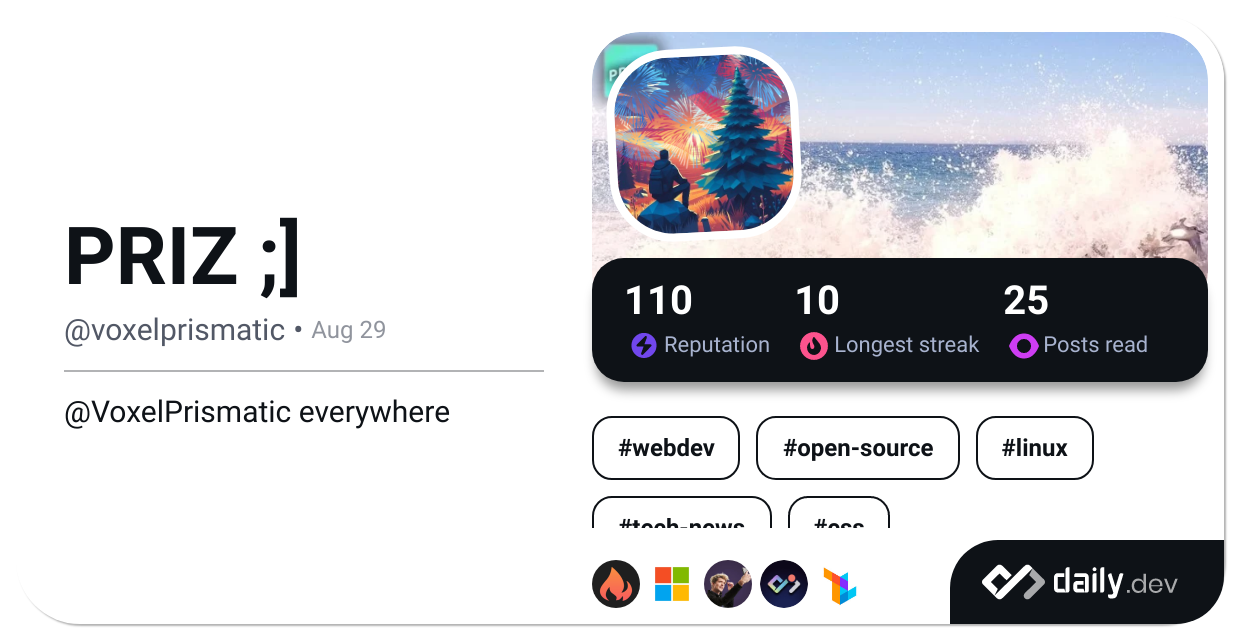 PRIZ ;]
@voxelprismatic • Aug 29
@VoxelPrismatic everywhere
110
Reputation
10
Longest streak
25
Posts read
#webdev
#open-source
#linux
#tech-news
#css
daily.dev